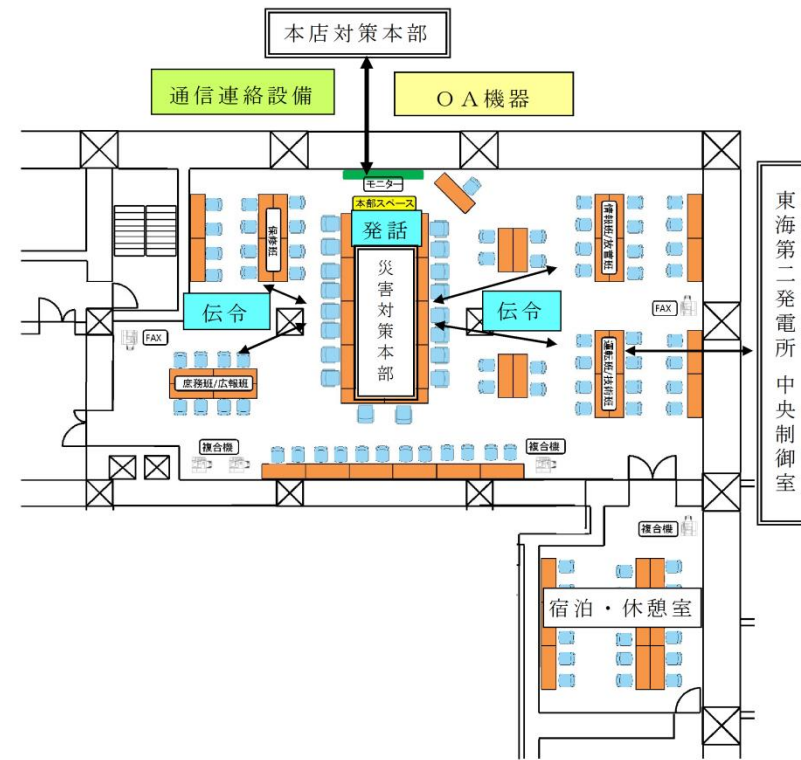 本店対策本部
通信連絡設備
OA機器
モニター
本部スペース
発話
災害対策本部
保修班
情報班/放管班
伝令
伝令
FAX
FAX
運転班/技術班
庶務班/広報班
複合機
複合機
複合機
宿泊・休憩室
東海第二発電所 中央制御室